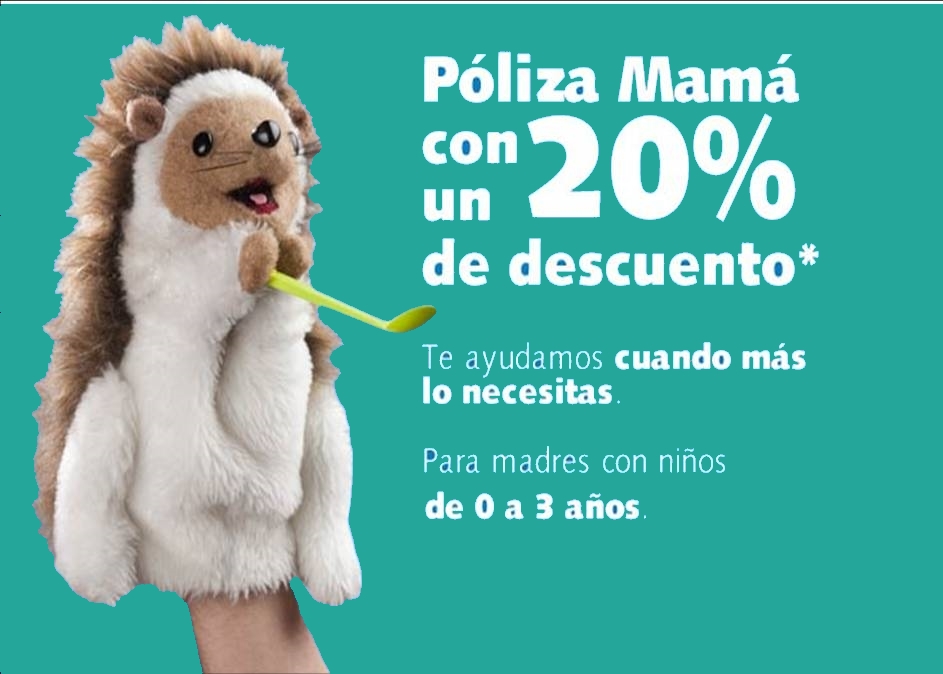 Póliza Mamá
con
un 20%
de descuento*
Te ayudamos cuando más
lo necesitas.
Para madres con niños
de 0 a 3 años.